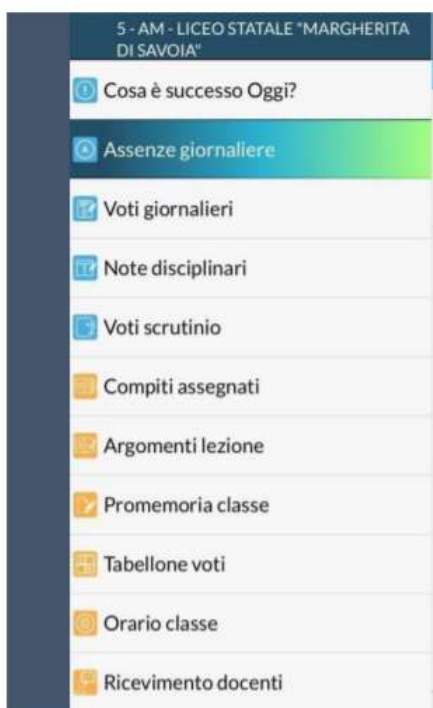 5 - AM - LICEO STATALE "MARGHERITA
DI SAVOIA"
Cosa è successo Oggi?
Assenze giornaliere
Voti giornalieri
Note disciplinari
Voti scrutinio
Compiti assegnati
Argomenti lezione
Promemoria classe
Tabellone voti
Orario classe
Ricevimento docenti